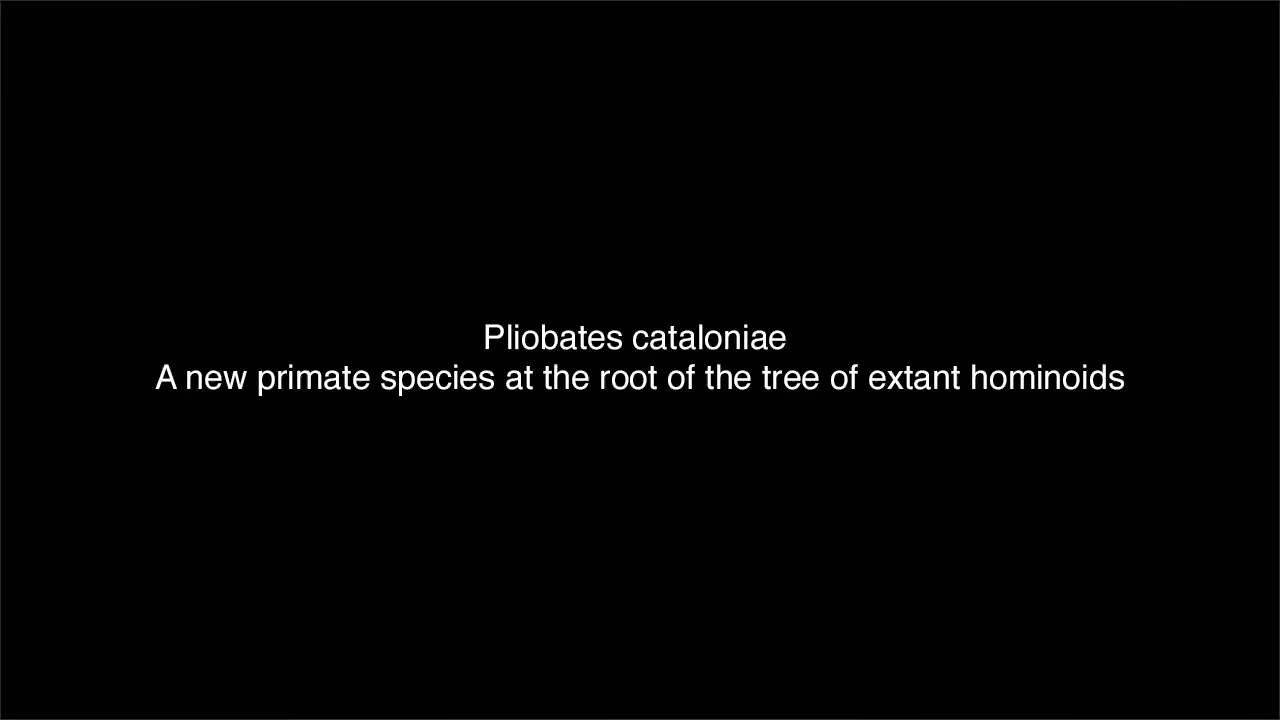 Pliobates cataloniae
A new primate species at the root of the tree of extant hominoids